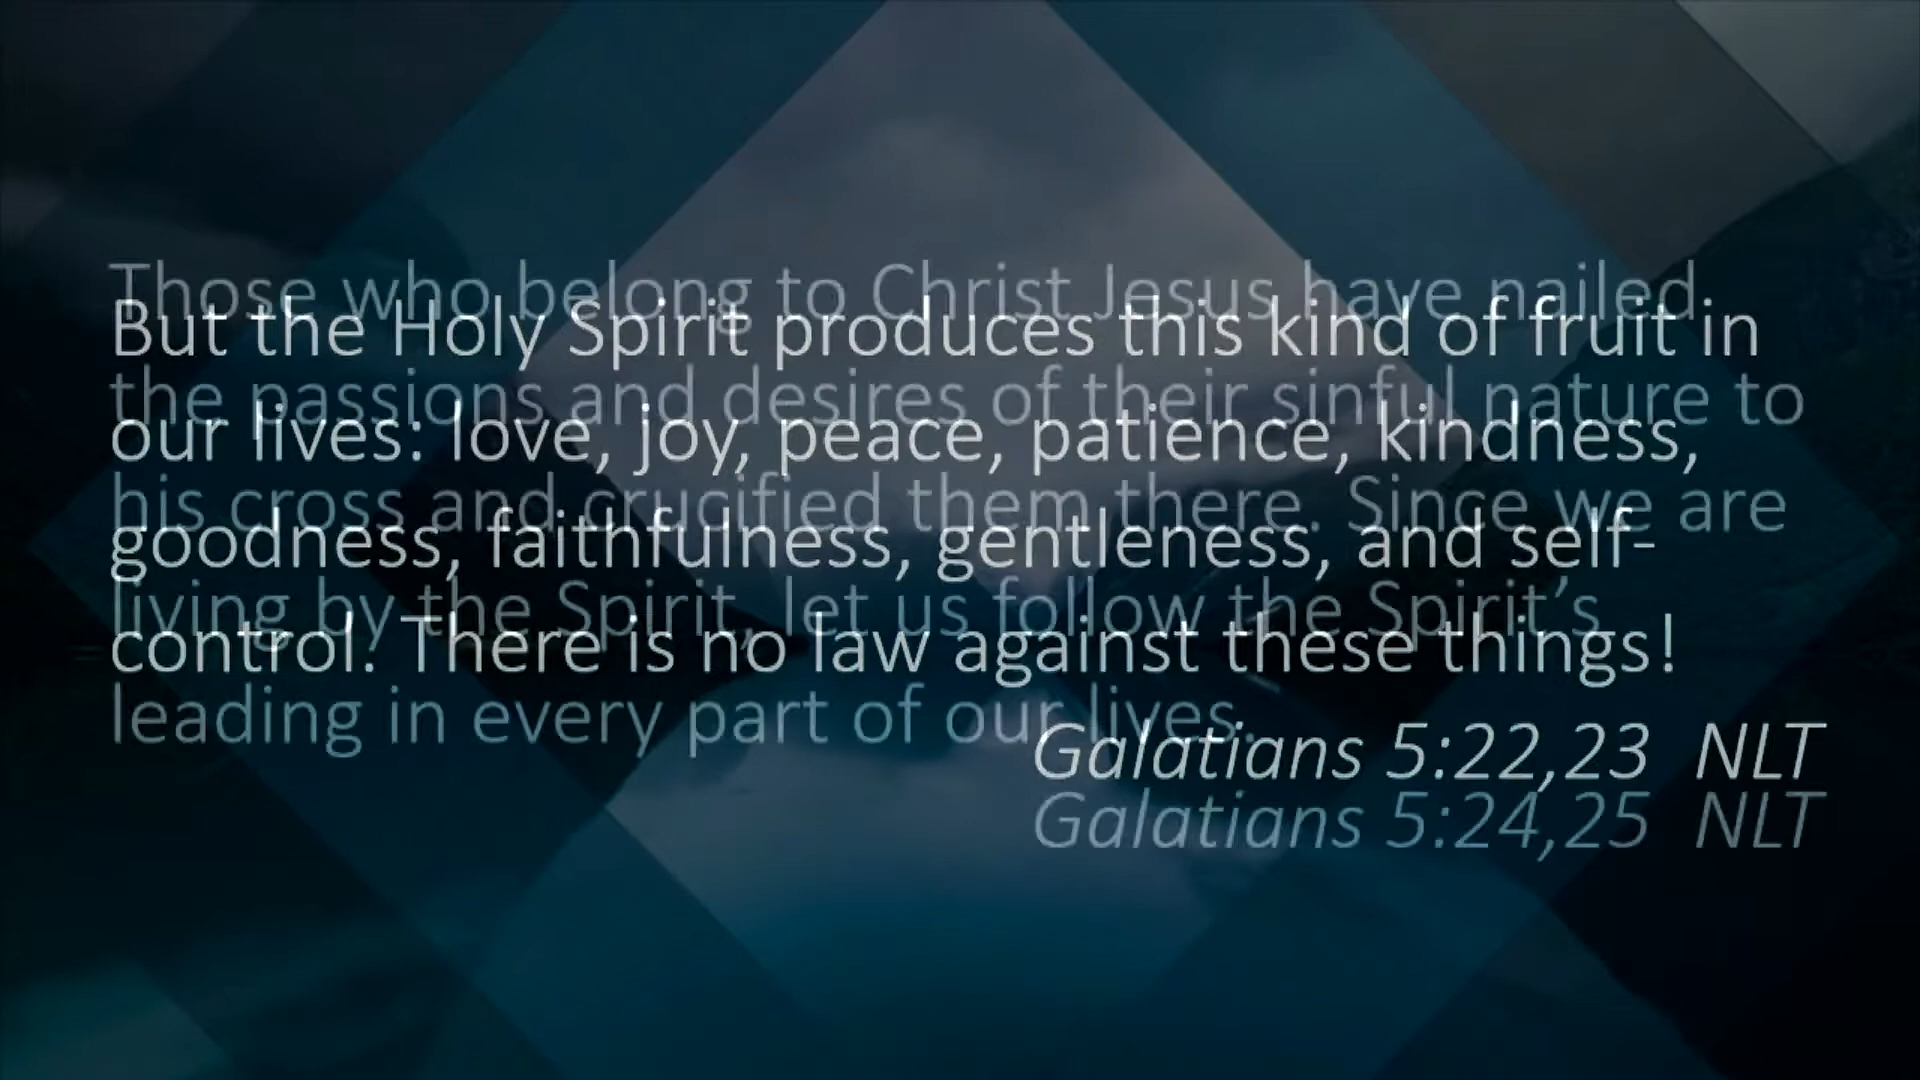 But the Holy Spirit produces this kind of fruit in
our lives: love, joy, peace, patience, kindness,
goodness, faithfulness, gentleness, and self-
control. There is no law against these things!
Galatians 5:22,23 NLT
Those who belong to Christ Jesus have nailed
the passions and desires of their sinful nature to
his cross and crucified them there. Since we are
living by the Spirit, let us follow the Spirit’s
leading in every part of our lives.
Galatians 5:24,25 NLT